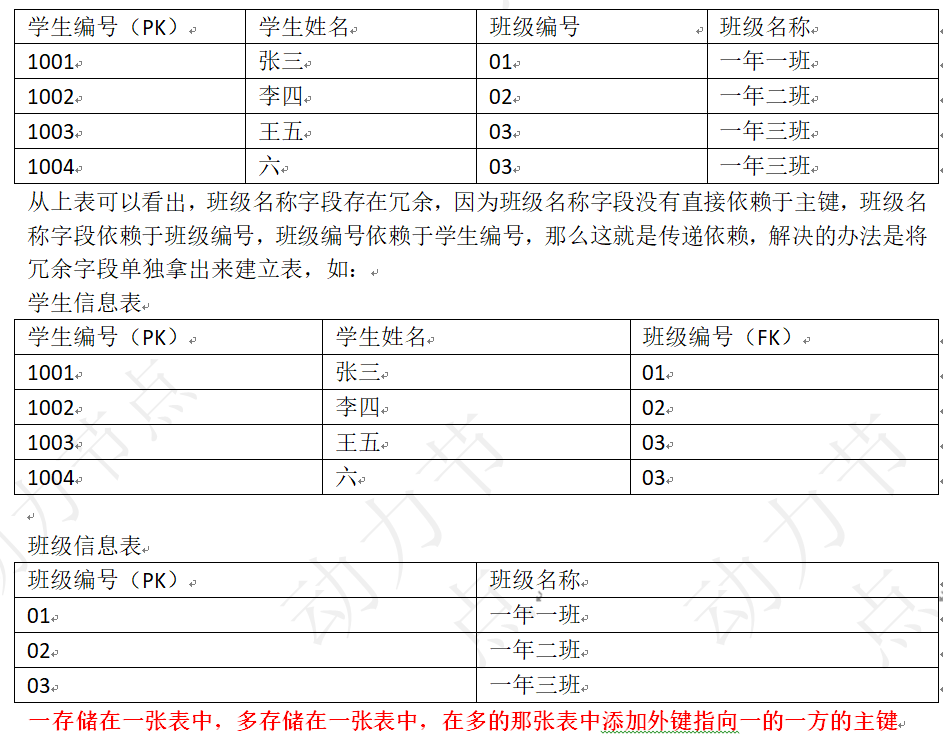 学生编号（PK） 学生姓名 班级编号 班级名称
1001 张三 01 一年一班
1002 李四 02 一年二班
1003 王五 03 一年三班
1004 六 03 一年三班
从上表可以看出，班级名称字段存在冗余，因为班级名称字段没有直接依赖于主键，班级名
称字段依赖于班级编号，班级编号依赖于学生编号，那么这就是传递依赖，解决的办法是将
冗余字段单独拿出来建立表，如：
学生信息表
学生编号（PK） 学生姓名 班级编号（FK）
1001 张三 01
1002 李四 02
1003 王五 03
1004 六 03
班级信息表
班级编号（PK） 班级名称
01 一年一班
02 一年二班
03 一年三班
一存储在一张表中，多存储在一张表中，在多的那张表中添加外键指向一的一方的主键
动力节点
动力节点
动力节点